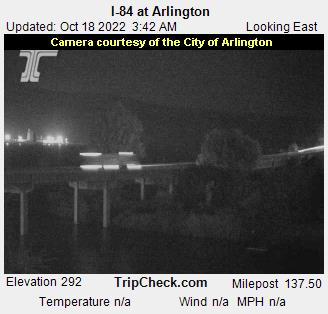 I-84 at Arlington
Updated: Oct 18 2022 3:42 AM Looking East
Camera courtesy of the City of Arlington
Elevation 292 TripCheck.com Milepost 137.50
Temperature n/a Wind n/a MPH n/a